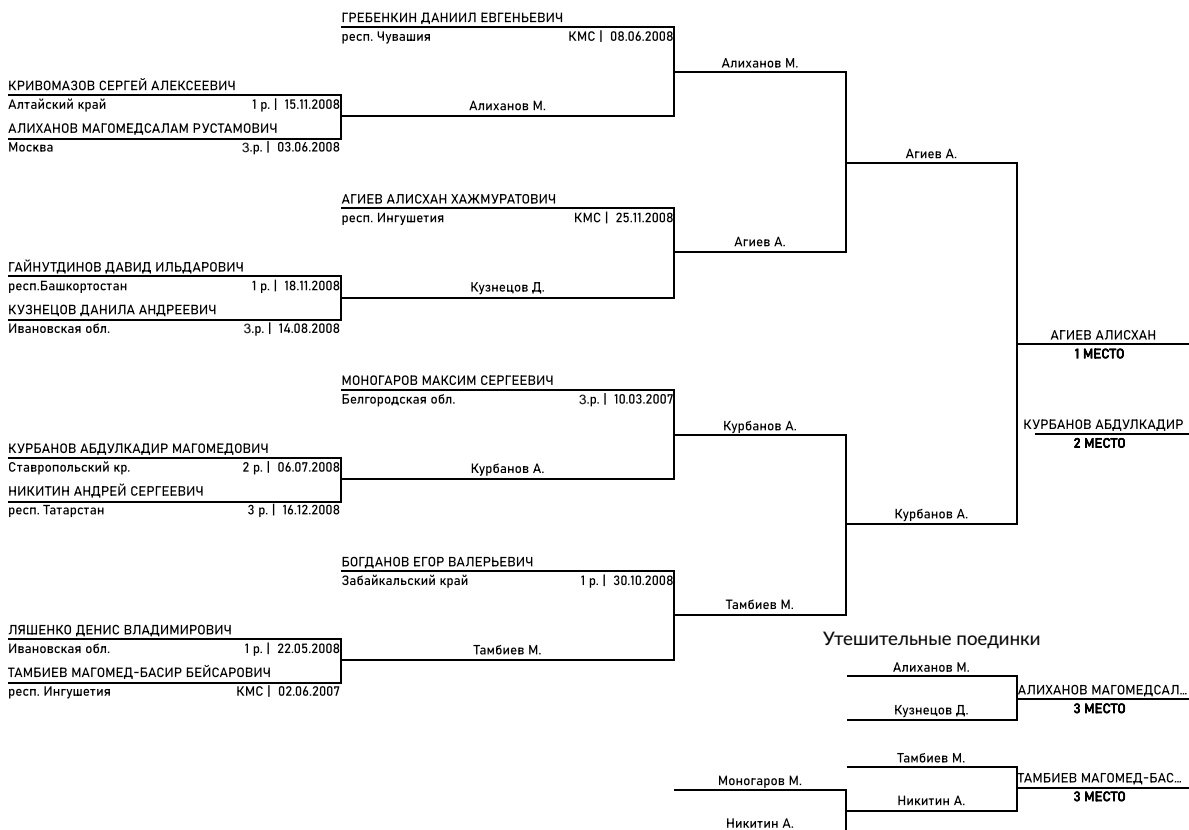 ГРЕБЕНКИН ДАНИИЛ ЕВГЕНЬЕВИЧ
респ. Чувашия КМС | 08.06.2008
Алиханов М.
КРИВОМАЗОВ СЕРГЕЙ АЛЕКСЕЕВИЧ
Алтайский край 1 р. | 15.11.2008
Алиханов М.
АЛИХАНОВ МАГОМЕДСАЛАМ РУСТАМОВИЧ
Москва 3.р. | 03.06.2008
Агиев А.
АГИЕВ АЛИСХАН ХАЖМУРАТОВИЧ
респ. Ингушетия КМС | 25.11.2008
Агиев А.
ГАЙНУТДИНОВ ДАВИД ИЛЬДАРОВИЧ
респ.Башкортостан 1 р. | 18.11.2008
Кузнецов Д.
КУЗНЕЦОВ ДАНИЛА АНДРЕЕВИЧ
Ивановская обл. 3.р. | 14.08.2008
АГИЕВ АЛИСХАН
1 МЕСТО
МОНОГАРОВ МАКСИМ СЕРГЕЕВИЧ
Белгородская обл. 3.р. | 10.03.2007
Курбанов А.
КУРБАНОВ АБДУЛКАДИР
2 МЕСТО
КУРБАНОВ АБДУЛКАДИР МАГОМЕДОВИЧ
Ставропольский кр. 2 р. | 06.07.2008
Курбанов А.
НИКИТИН АНДРЕЙ СЕРГЕЕВИЧ
респ. Татарстан 3 р. | 16.12.2008
Курбанов А.
БОГДАНОВ ЕГОР ВАЛЕРЬЕВИЧ
Забайкальский край 1 р. | 30.10.2008
Тамбиев М.
ЛЯШЕНКО ДЕНИС ВЛАДИМИРОВИЧ
Ивановская обл. 1 р. | 22.05.2008
Тамбиев М.
ТАМБИЕВ МАГОМЕД-БАСИР БЕЙСАРОВИЧ
респ. Ингушетия КМС | 02.06.2007
Утешительные поединки
Алиханов М.
АЛИХАНОВ МАГОМЕДСАЛ...
3 МЕСТО
Кузнецов Д.
Тамбиев М.
ТАМБИЕВ МАГОМЕД-БАС...
3 МЕСТО
Моногаров М.
Никитин А.
Никитин А.